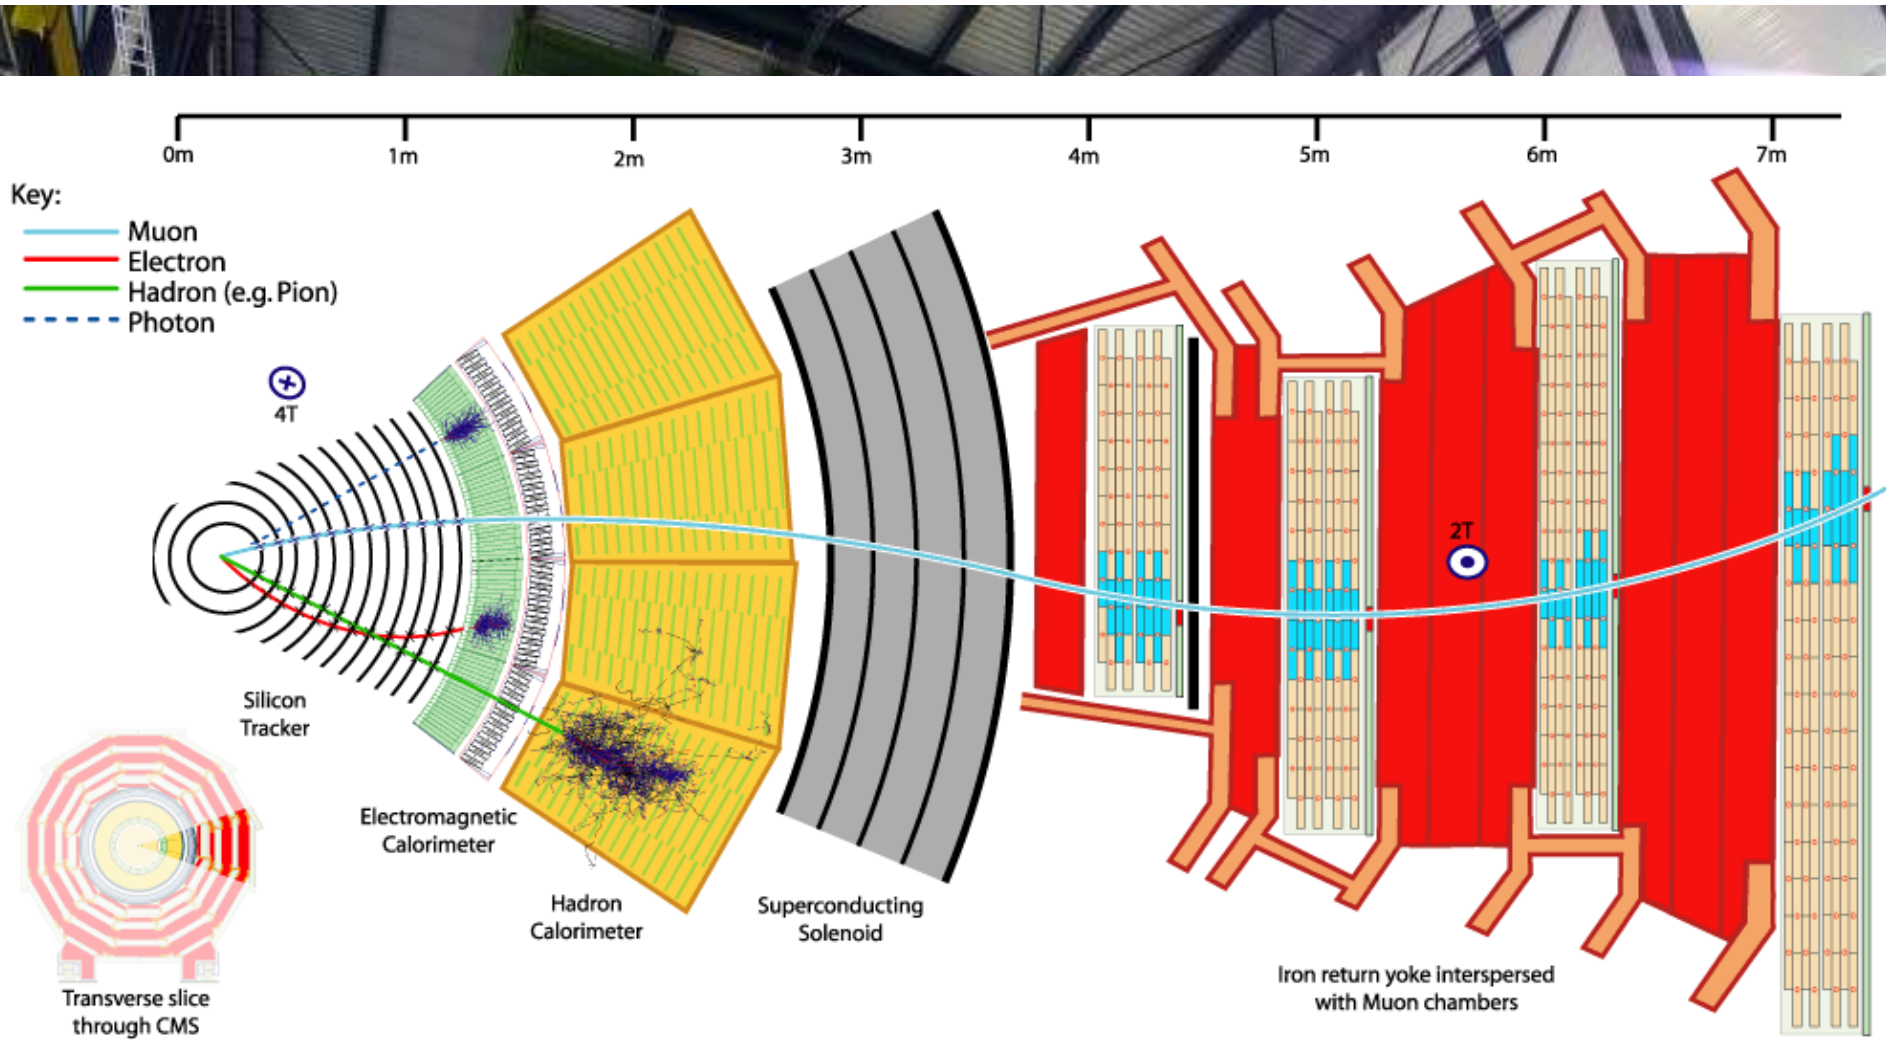 0m 1m 2m 3m 4m 5m 6m 7m
Key:
Muon
Electron
Hadron (e.g. Pion)
Photon
4T
2T
Silicon
Tracker
Electromagnetic
Calorimeter
Hadron
Calorimeter
Superconducting
Solenoid
Iron return yoke interspersed
with Muon chambers
Transverse slice
through CMS